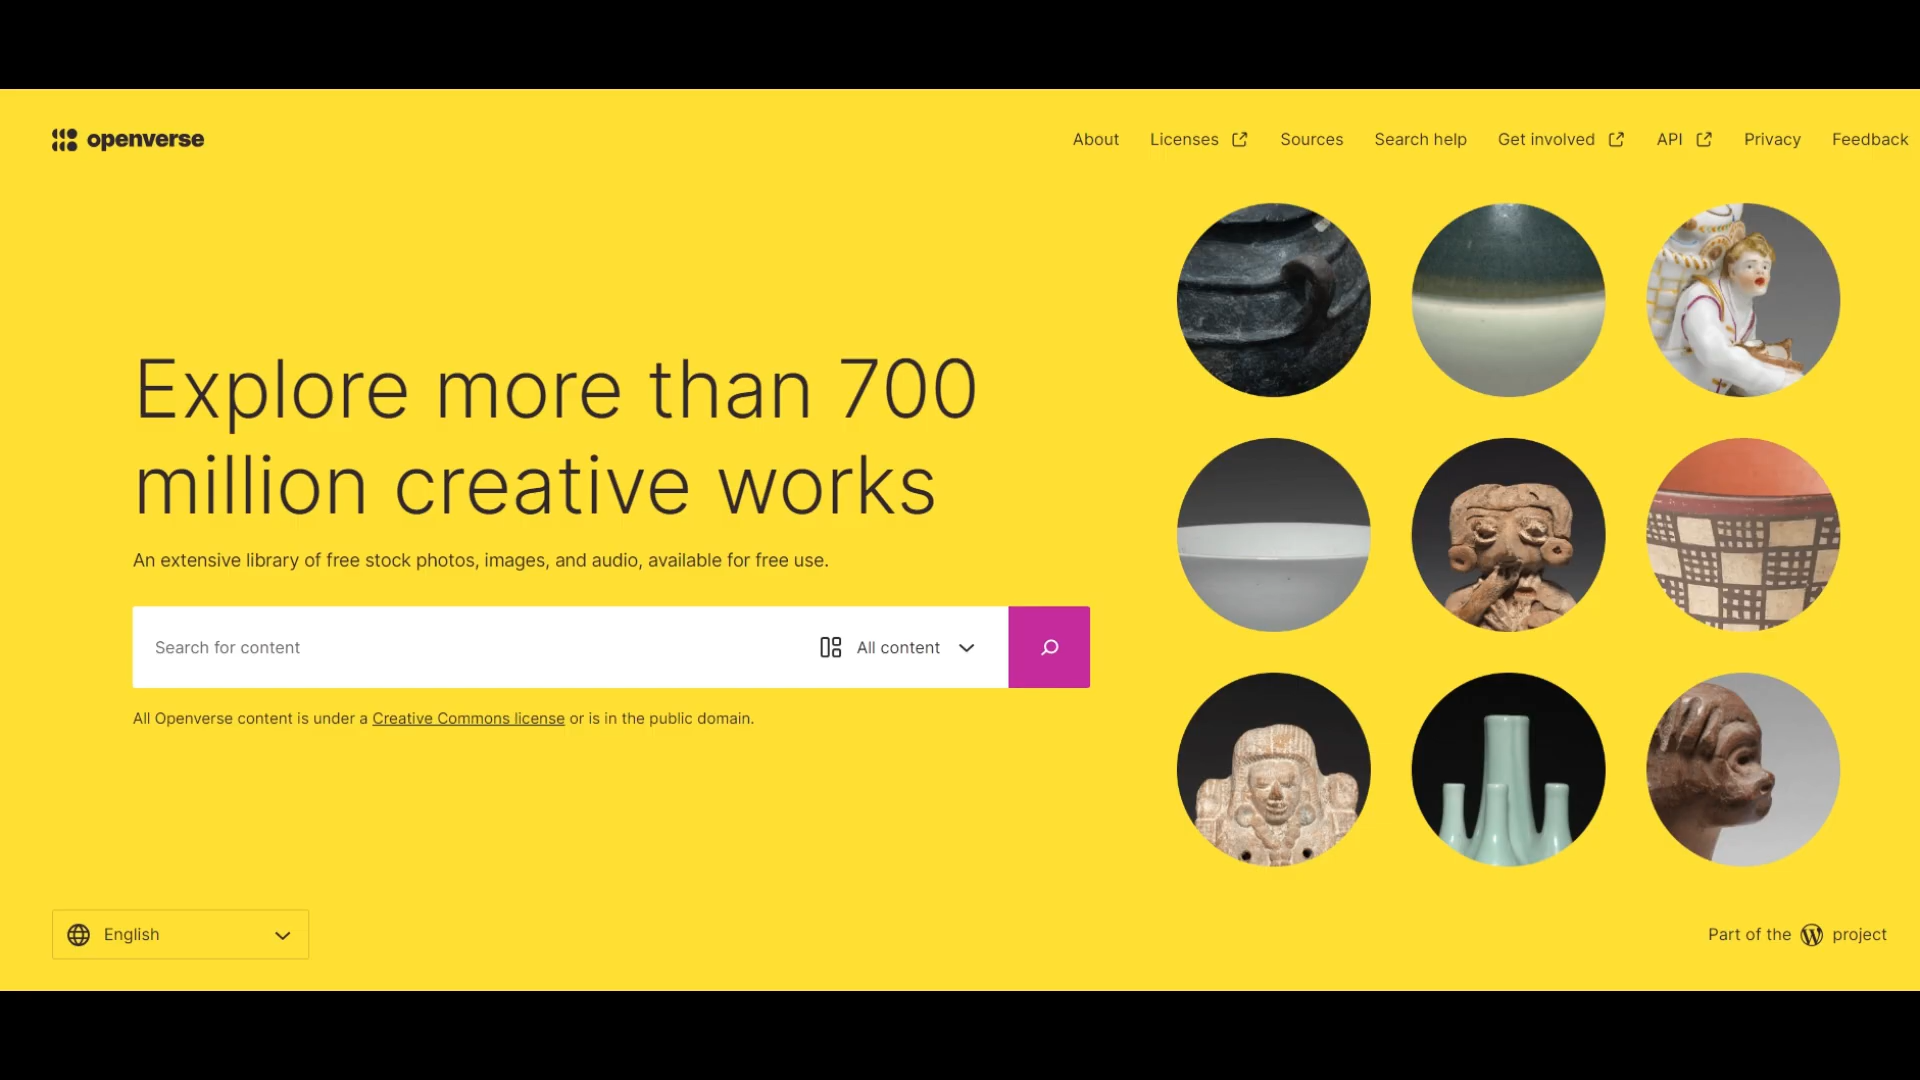 openverse
About Licenses Sources Search help Get involved API Privacy Feedback
Explore more than 700
million creative works
An extensive library of free stock photos, images, and audio, available for free use.
Search for content All content
All Openverse content is under a Creative Commons license or is in the public domain.
English
Part of the project